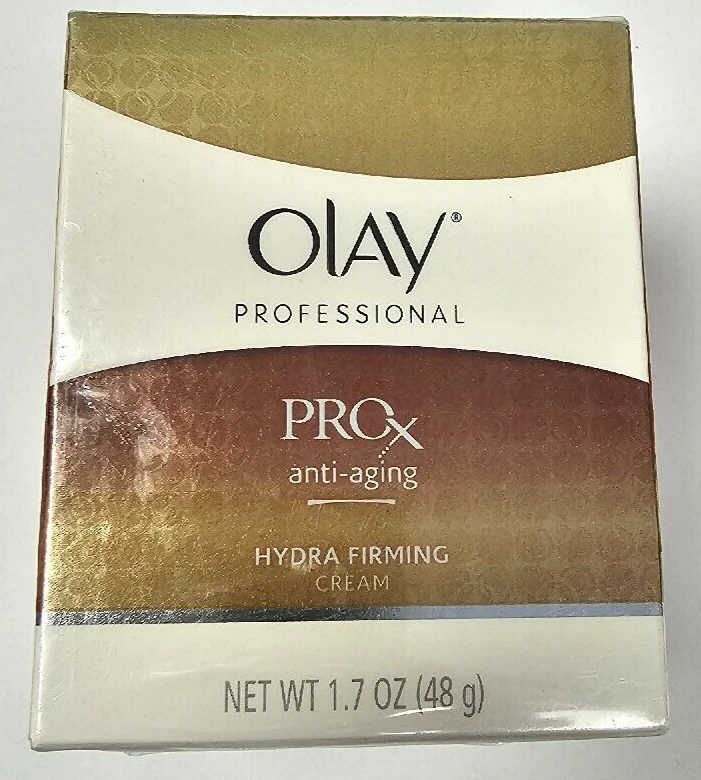 OLAY®
PROFESSIONAL
PROX
anti-aging
HYDRA FIRMING
CREAM
NET WT 1.7 OZ (48 g)